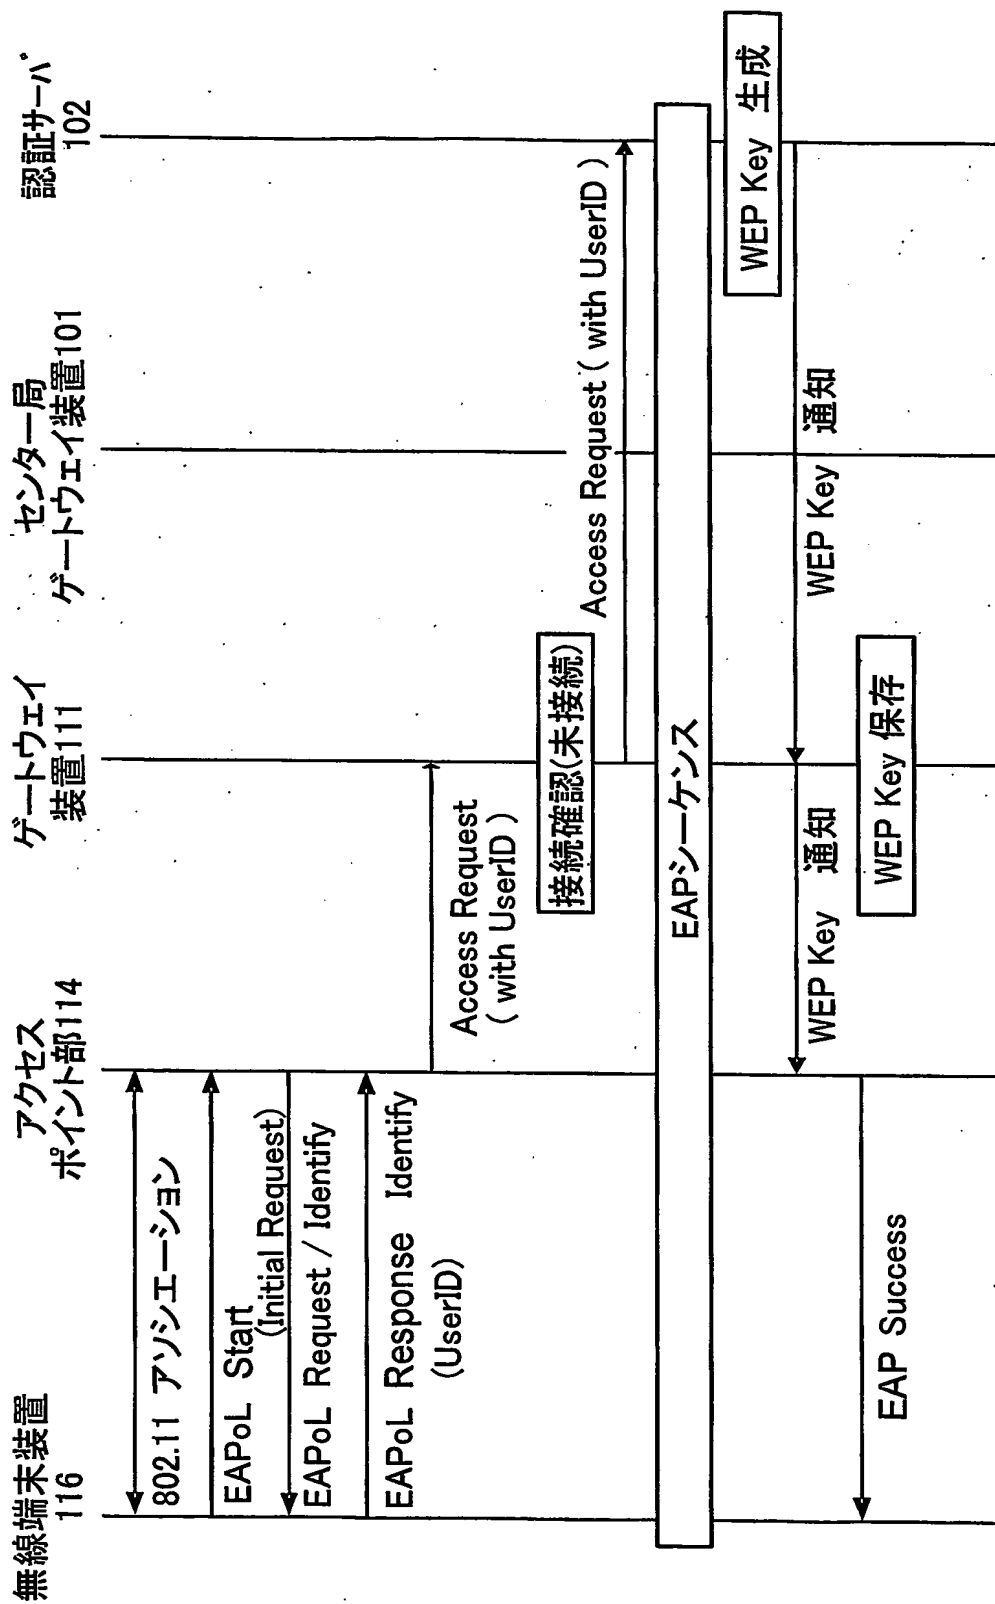 無線端末装置
116
アクセス
ポイント部114
ゲートウェイ
装置111
センター局
ゲートウェイ装置101
認証サーバ
102
802.11 アソシエーション
EAPoL Start
(Initial Request)
EAPoL Request / Identify
EAPoL Response Identify
(UserID)
Access Request
( with UserID )
接続確認(未接続)
Access Request ( with UserID )
EAPシーケンス
WEP Key 生成
WEP Key 通知
WEP Key 通知
WEP Key 保存
EAP Success